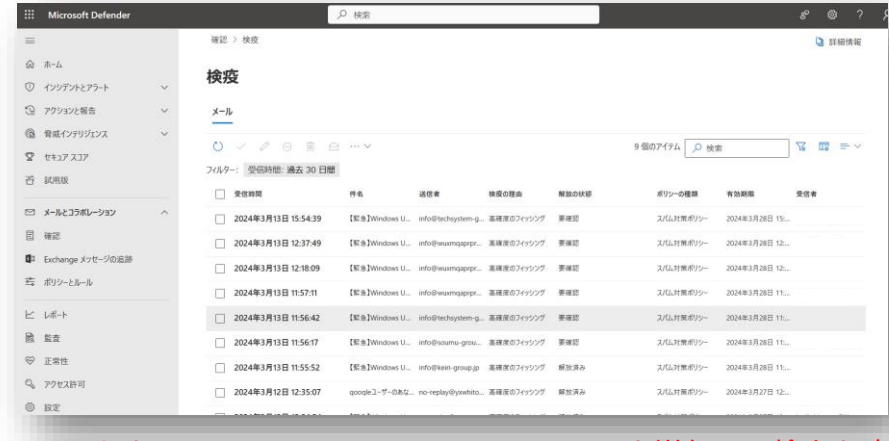 Microsoft Defender
検索
確認 > 検疫
詳細情報
検疫
メール
9 個のアイテム 検索
フィルター: 受信時間: 過去 30 日間
受信時間 件名 送信者 検疫の理由 解放の状態 ポリシーの種類 有効期限 受信者
2024年3月13日 15:54:39 【緊急】Windows U... info@techsystem-g... 高確度のフィッシング 要確認 スパム対策ポリシー 2024年3月28日 15:...
2024年3月13日 12:37:49 【緊急】Windows U... info@wuxmqaprpr... 高確度のフィッシング 要確認 スパム対策ポリシー 2024年3月28日 12:...
2024年3月13日 12:18:09 【緊急】Windows U... info@wuxmqaprpr... 高確度のフィッシング 要確認 スパム対策ポリシー 2024年3月28日 12:...
2024年3月13日 11:57:11 【緊急】Windows U... info@wuxmqaprpr... 高確度のフィッシング 要確認 スパム対策ポリシー 2024年3月28日 11:...
2024年3月13日 11:56:42 【緊急】Windows U... info@techsystem-g... 高確度のフィッシング 要確認 スパム対策ポリシー 2024年3月28日 11:...
2024年3月13日 11:56:17 【緊急】Windows U... info@soumu-grou... 高確度のフィッシング 要確認 スパム対策ポリシー 2024年3月28日 11:...
2024年3月13日 11:55:52 【緊急】Windows U... info@kein-group.jp 高確度のフィッシング 解放済み スパム対策ポリシー 2024年3月28日 11:...
2024年3月12日 12:35:07 qoogleユーザーのあな... no-reply@yxwhito... 高確度のフィッシング 解放済み スパム対策ポリシー 2024年3月27日 12:...
ホーム
インシデントとアラート
アクションと報告
脅威インテリジェンス
セキュア スコア
試用版
メールとコラボレーション
確認
Exchange メッセージの追跡
ポリシーとルール
レポート
監査
正常性
アクセス許可
設定